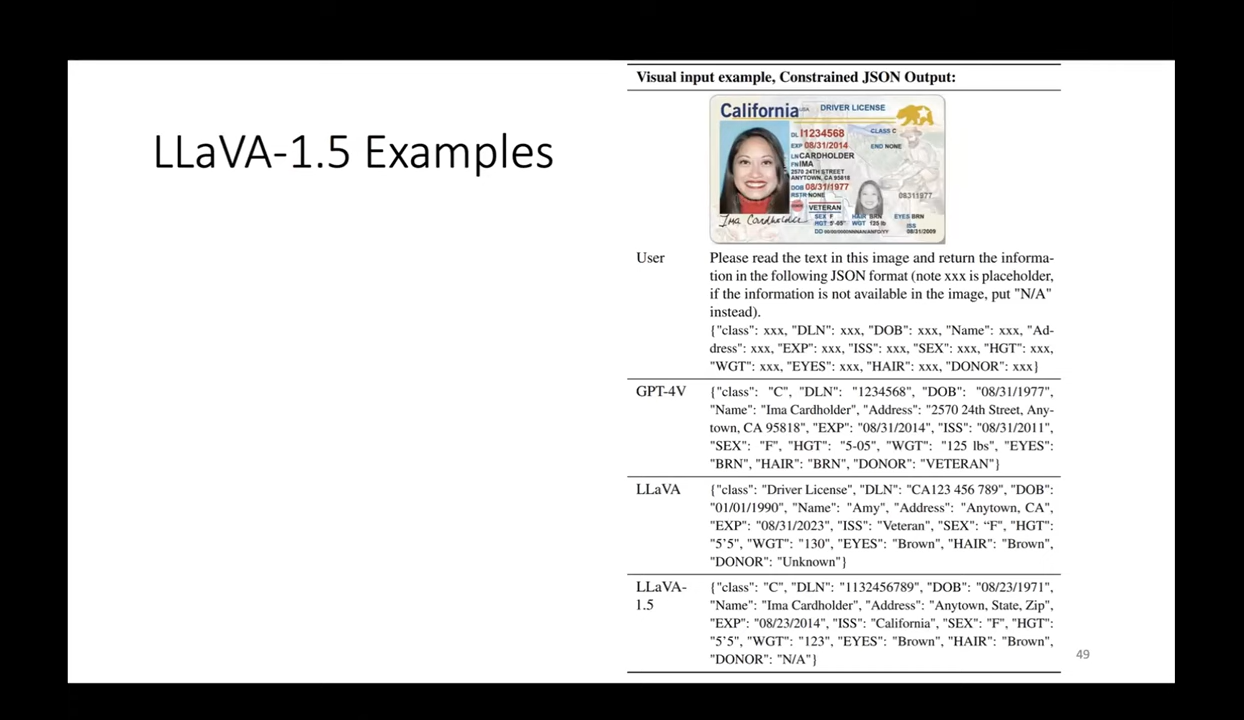 LLaVA-1.5 Examples
Visual input example, Constrained JSON Output:
California USA DRIVER LICENSE
DL I1234568 CLASS C
EXP 08/31/2014 END NONE
LN CARDHOLDER
FN IMA
2570 24TH STREET
ANYTOWN, CA 95818
DOB 08/31/1977
RSTR NONE 08311977
VETERAN
SEX F HAIR BRN EYES BRN
HGT 5'-05" WGT 125 lb ISS
08/31/2009
Ima Cardholder
User Please read the text in this image and return the informa-
tion in the following JSON format (note xxx is placeholder,
if the information is not available in the image, put "N/A"
instead).
{"class": xxx, "DLN": xxx, "DOB": xxx, "Name": xxx, "Ad-
dress": xxx, "EXP": xxx, "ISS": xxx, "SEX": xxx, "HGT": xxx,
"WGT": xxx, "EYES": xxx, "HAIR": xxx, "DONOR": xxx}
GPT-4V {"class": "C", "DLN": "1234568", "DOB": "08/31/1977",
"Name": "Ima Cardholder", "Address": "2570 24th Street, Any-
town, CA 95818", "EXP": "08/31/2014", "ISS": "08/31/2011",
"SEX": "F", "HGT": "5-05", "WGT": "125 lbs", "EYES":
"BRN", "HAIR": "BRN", "DONOR": "VETERAN"}
LLaVA {"class": "Driver License", "DLN": "CA123 456 789", "DOB":
"01/01/1990", "Name": "Amy", "Address": "Anytown, CA",
"EXP": "08/31/2023", "ISS": "Veteran", "SEX": “F", "HGT":
"5’5", "WGT": "130", "EYES": "Brown", "HAIR": "Brown",
"DONOR": "Unknown"}
LLaVA- {"class": "C", "DLN": "1132456789", "DOB": "08/23/1971",
1.5 "Name": "Ima Cardholder", "Address": "Anytown, State, Zip",
"EXP": "08/23/2014", "ISS": "California", "SEX": "F", "HGT":
"5’5", "WGT": "123", "EYES": "Brown", "HAIR": "Brown",
"DONOR": "N/A"}
49